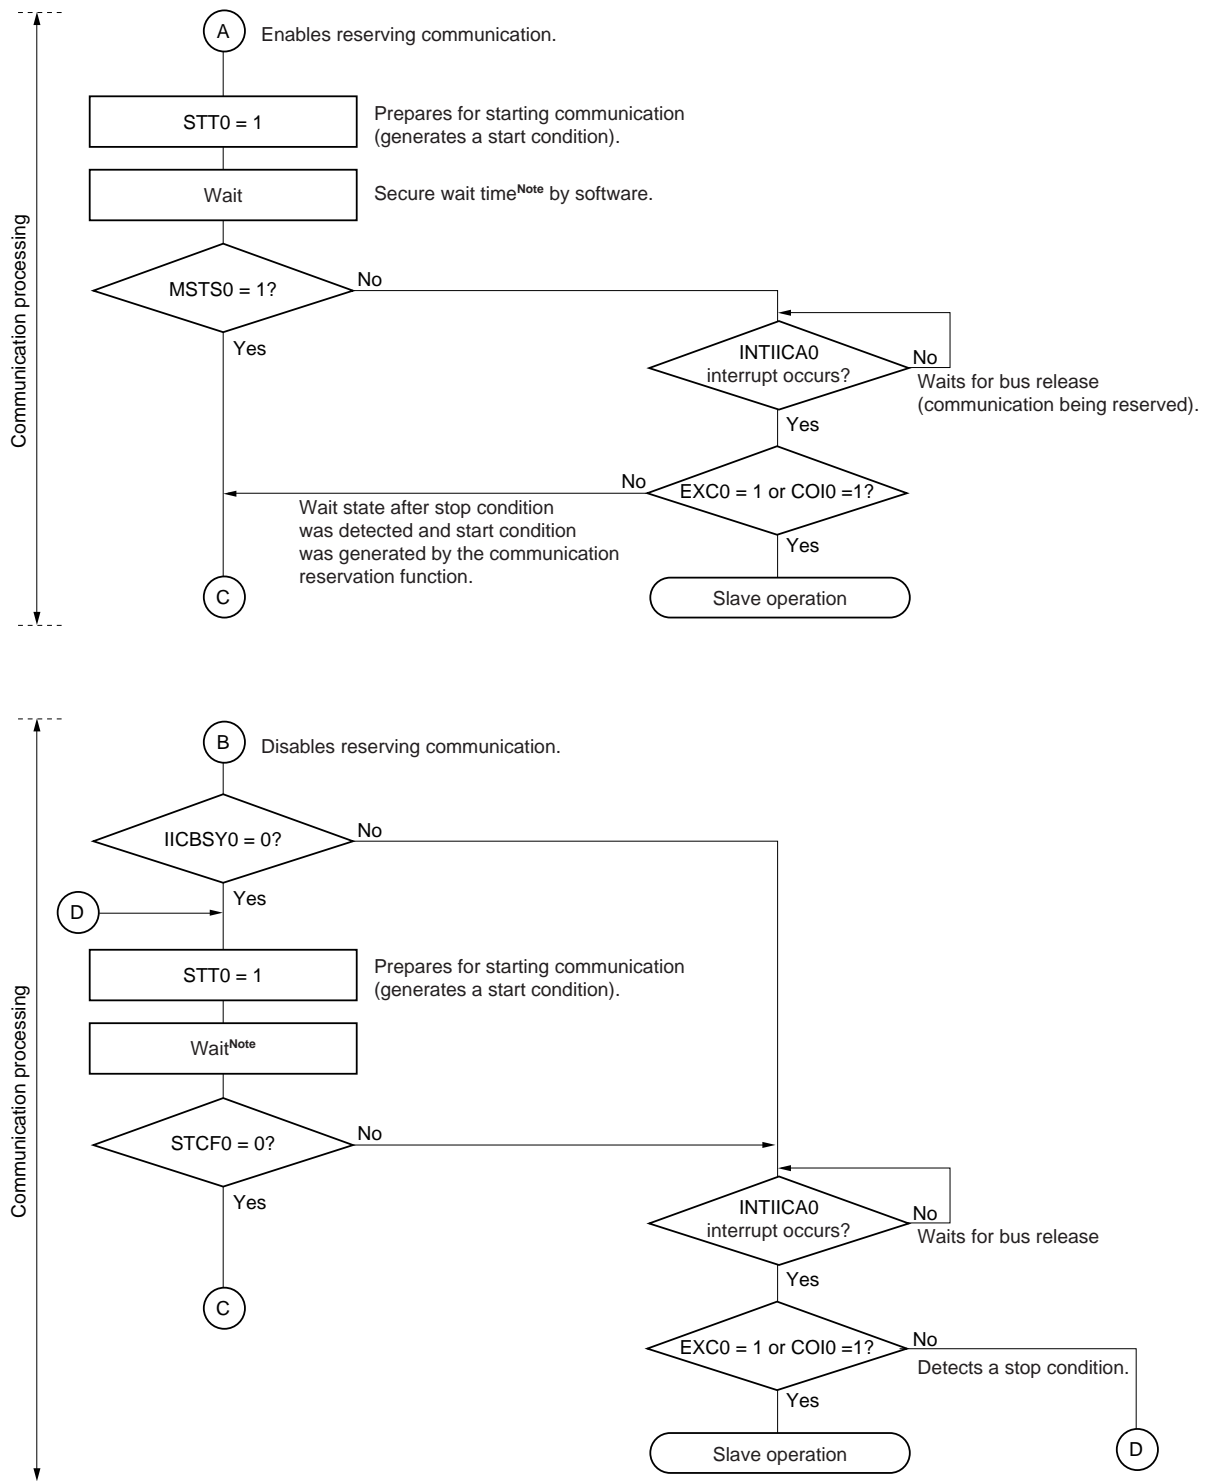 A
Enables reserving communication.
STT0 = 1
Prepares for starting communication
(generates a start condition).
Wait
Secure wait timeNote by software.
Communication processing
MSTS0 = 1?
No
Yes
INTIICA0
interrupt occurs?
No
Waits for bus release
(communication being reserved).
Yes
EXC0 = 1 or COI0 =1?
No
Wait state after stop condition
was detected and start condition
was generated by the communication
reservation function.
Yes
C
Slave operation
B
Disables reserving communication.
IICBSY0 = 0?
No
Yes
D
STT0 = 1
Prepares for starting communication
(generates a start condition).
WaitNote
Communication processing
STCF0 = 0?
No
Yes
INTIICA0
interrupt occurs?
No
Waits for bus release
Yes
C
EXC0 = 1 or COI0 =1?
No
Detects a stop condition.
Yes
Slave operation
D